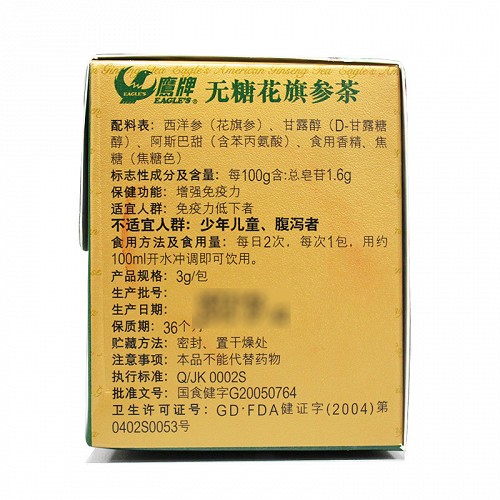 Eagle's American Ginseng Tea
鹰牌
EAGLE'S
EAGLE'S®
无糖花旗参茶
配料表：西洋参（花旗参）、甘露醇（D-甘露糖
醇）、阿斯巴甜（含苯丙氨酸）、食用香精、焦
糖（焦糖色）
标志性成分及含量：每100g含:总皂苷1.6g
保健功能：增强免疫力
适宜人群：免疫力低下者
不适宜人群：少年儿童、腹泻者
食用方法及食用量：每日2次，每次1包，用约
100ml开水冲调即可饮用。
产品规格：3g/包
生产批号：
生产日期：
保质期：36个
贮藏方法：密封、置干燥处
注意事项：本品不能代替药物
执行标准：Q/JK 0002S
批准文号：国食健字G20050764
卫生许可证号：GD·FDA健证字(2004)第
0402S0053号